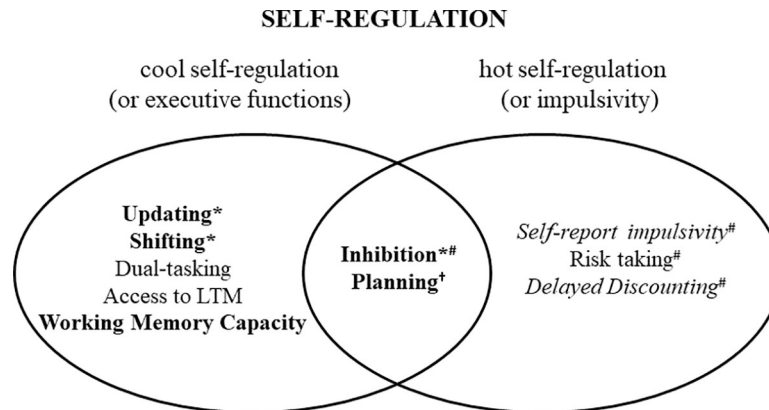 SELF-REGULATION
cool self-regulation
(or executive functions)
hot self-regulation
(or impulsivity)
Updating*
Shifting*
Dual-tasking
Access to LTM
Working Memory Capacity
Inhibition*#
Planning†
Self-report impulsivity#
Risk taking#
Delayed Discounting#